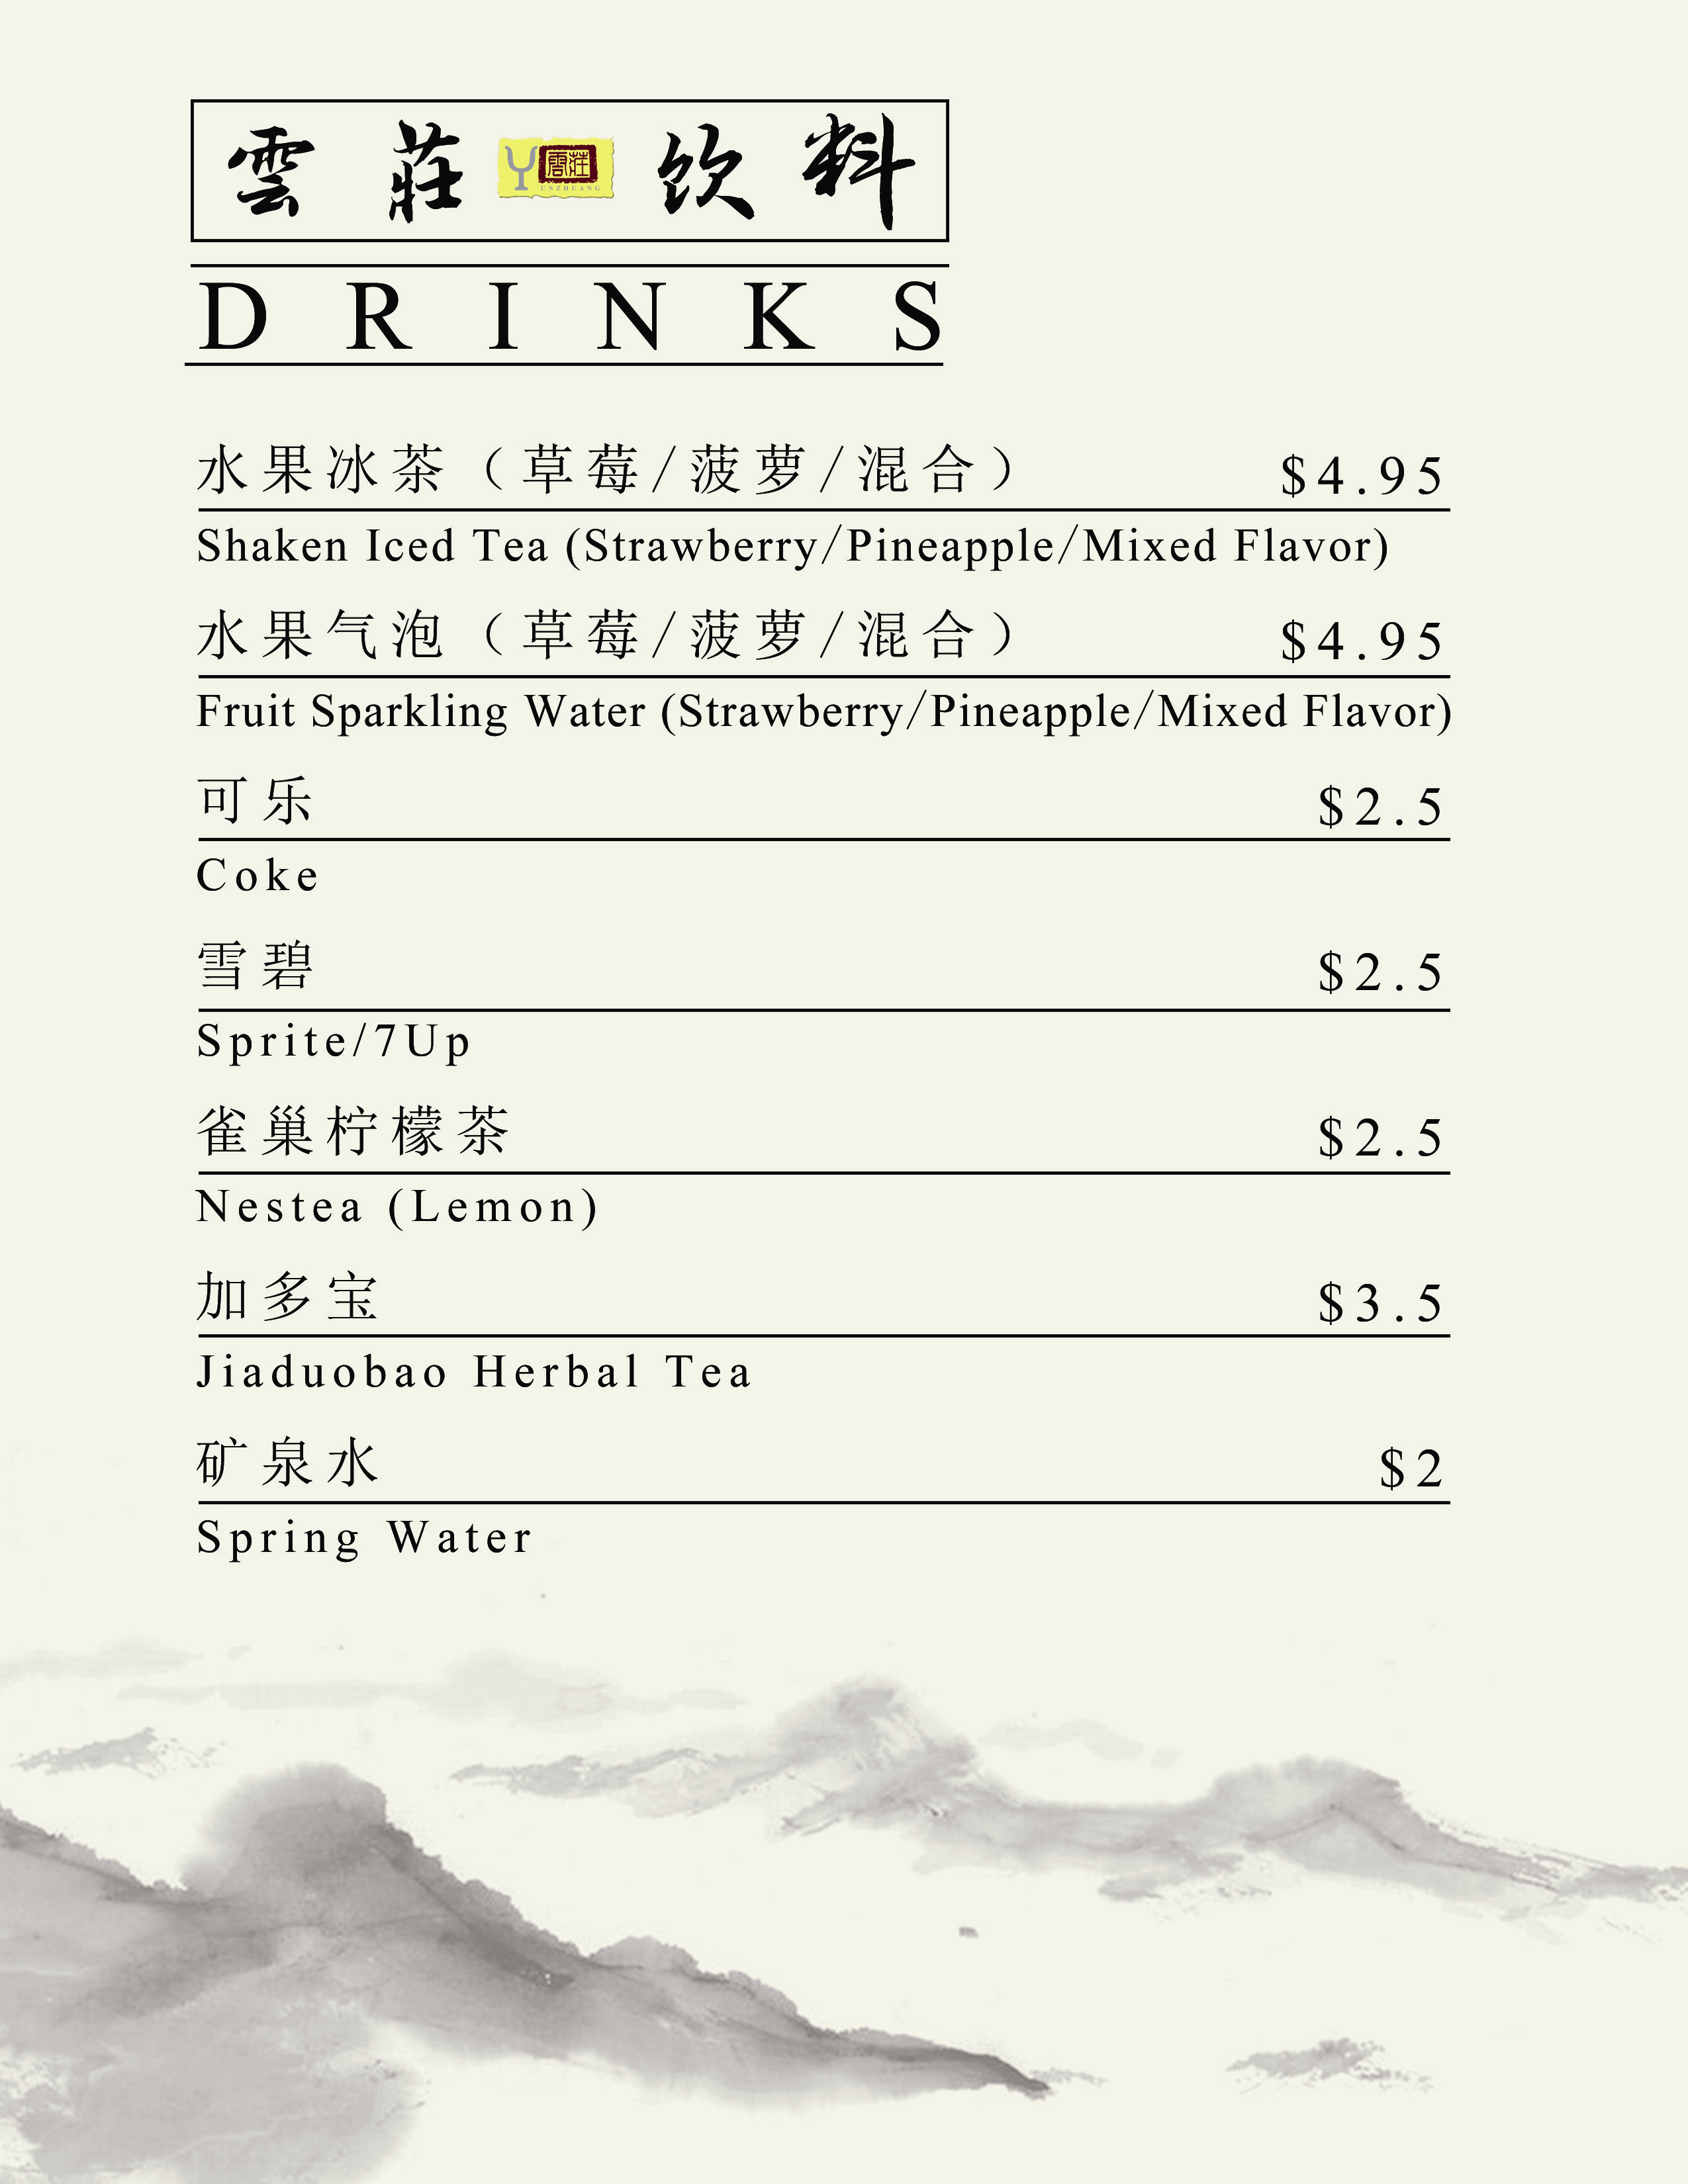 雲莊 Y雲莊 UNZHUANG 饮料
DRINKS
水果冰茶（草莓/菠萝/混合） $4.95
Shaken Iced Tea (Strawberry/Pineapple/Mixed Flavor)
水果气泡（草莓/菠萝/混合） $4.95
Fruit Sparkling Water (Strawberry/Pineapple/Mixed Flavor)
可乐 $2.5
Coke
雪碧 $2.5
Sprite/7Up
雀巢柠檬茶 $2.5
Nestea (Lemon)
加多宝 $3.5
Jiaduobao Herbal Tea
矿泉水 $2
Spring Water